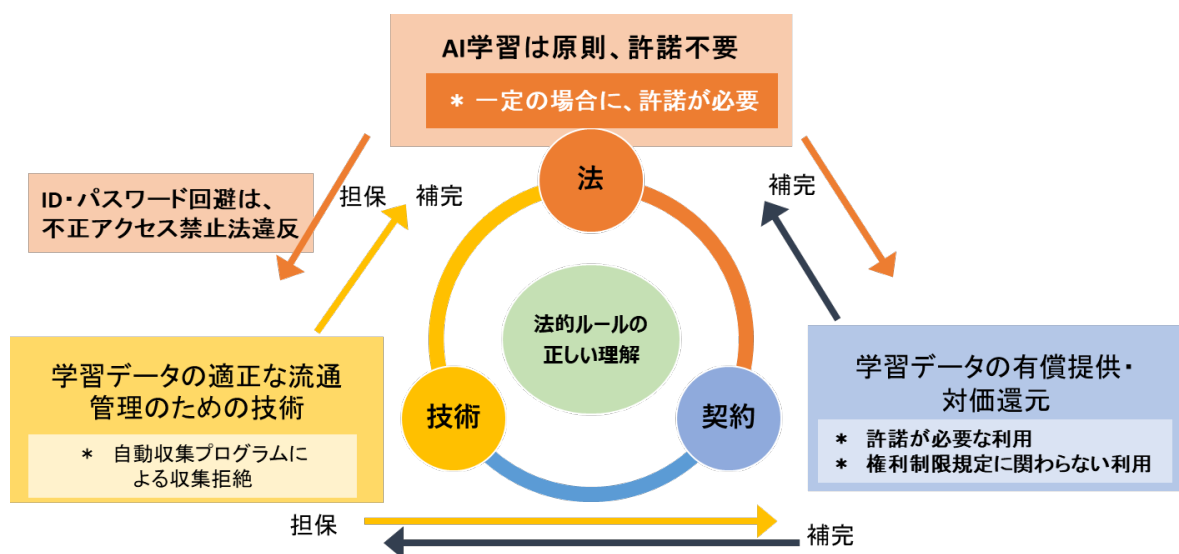 AI学習は原則、許諾不要
* 一定の場合に、許諾が必要
法
ID・パスワード回避は、
不正アクセス禁止法違反
担保
補完
補完
法的ルールの
正しい理解
学習データの適正な流通
管理のための技術
* 自動収集プログラムに
よる収集拒絶
技術
契約
学習データの有償提供・
対価還元
* 許諾が必要な利用
* 権利制限規定に関わらない利用
担保
補完